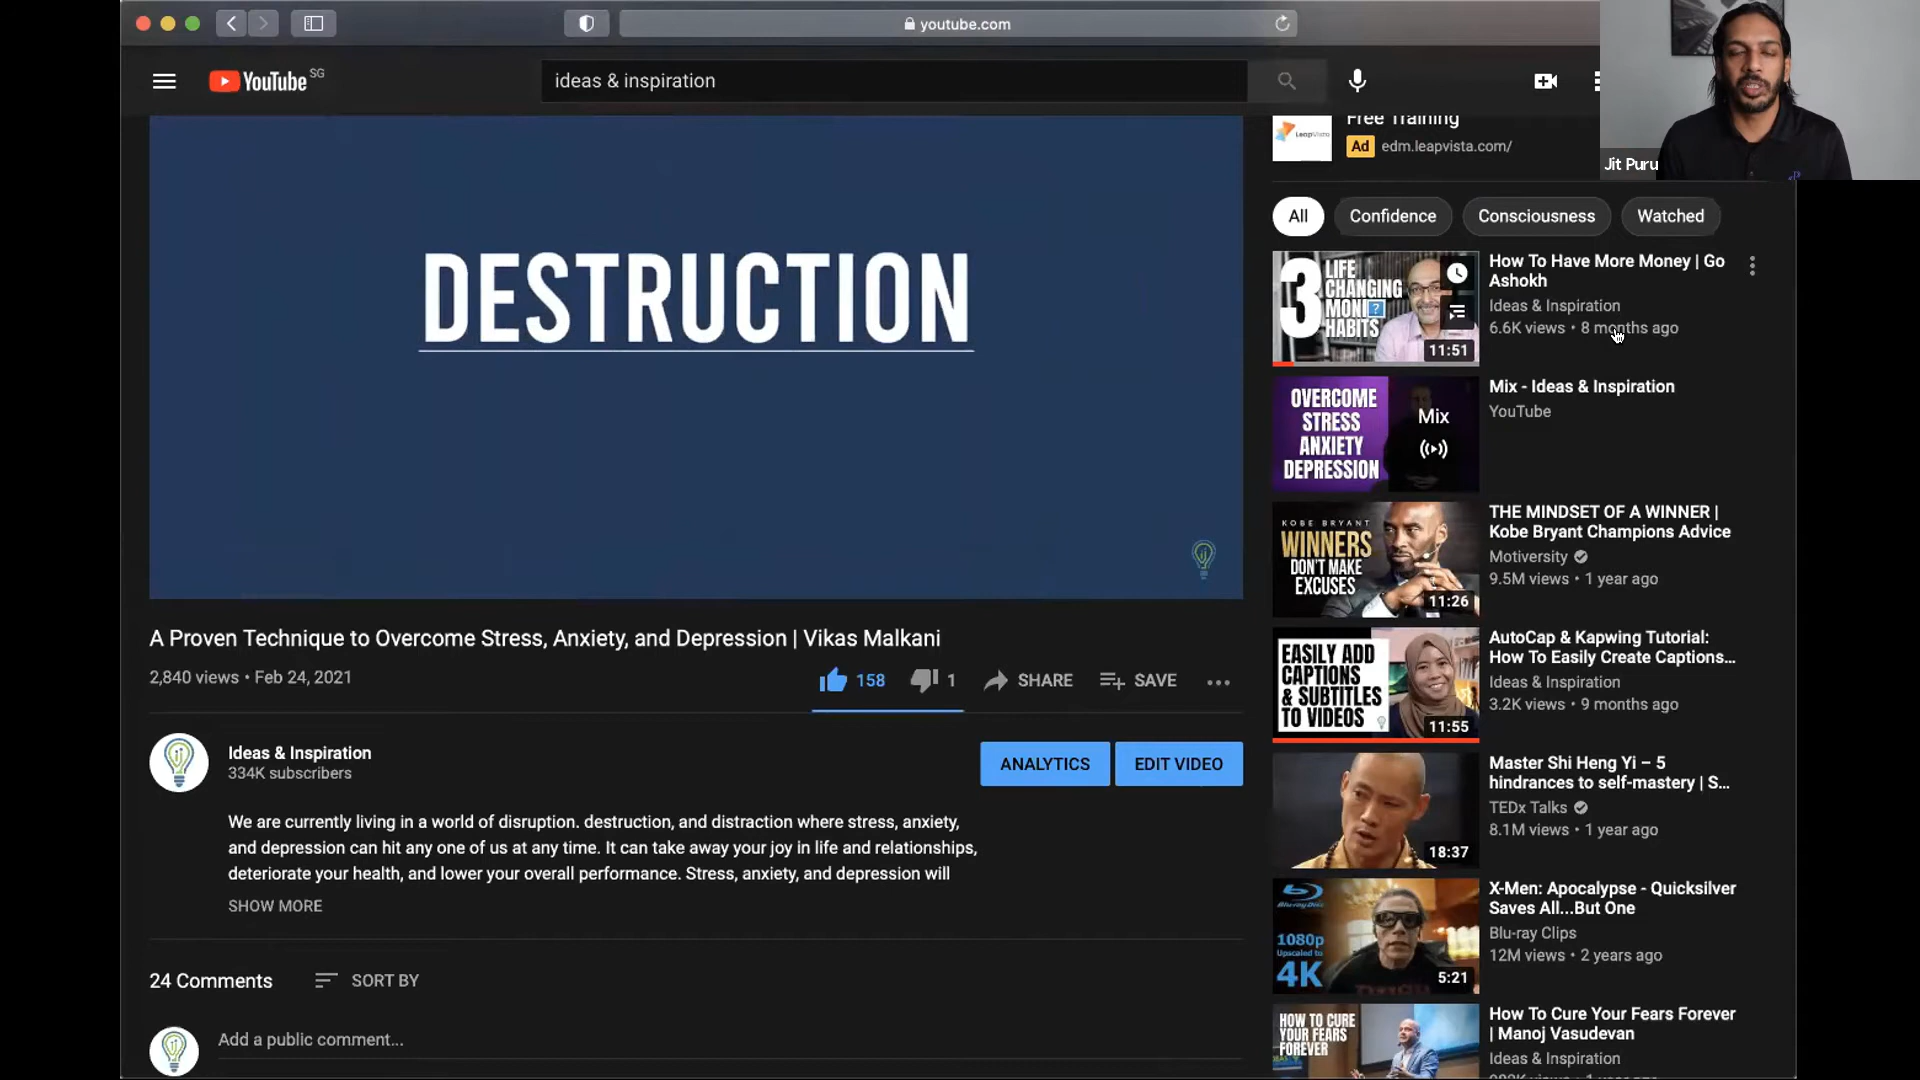 youtube.com
YouTube SG
ideas & inspiration
Free Training
LeapVista
Ad edm.leapvista.com/
Jit Puru
All Confidence Consciousness Watched
DESTRUCTION
A Proven Technique to Overcome Stress, Anxiety, and Depression | Vikas Malkani
2,840 views • Feb 24, 2021
158 1 SHARE SAVE
Ideas & Inspiration
334K subscribers
ANALYTICS EDIT VIDEO
We are currently living in a world of disruption. destruction, and distraction where stress, anxiety,
and depression can hit any one of us at any time. It can take away your joy in life and relationships,
deteriorate your health, and lower your overall performance. Stress, anxiety, and depression will
SHOW MORE
24 Comments SORT BY
Add a public comment...
3 LIFE
CHANGING
HABITS
11:51
How To Have More Money | Go
Ashokh
Ideas & Inspiration
6.6K views • 8 months ago
OVERCOME
STRESS
ANXIETY
DEPRESSION
Mix
Mix - Ideas & Inspiration
YouTube
KOBE BRYANT
WINNERS
DON'T MAKE
EXCUSES
11:26
THE MINDSET OF A WINNER |
Kobe Bryant Champions Advice
Motiversity
9.5M views • 1 year ago
EASILY ADD
CAPTIONS
& SUBTITLES
TO VIDEOS
11:55
AutoCap & Kapwing Tutorial:
How To Easily Create Captions...
Ideas & Inspiration
3.2K views • 9 months ago
18:37
Master Shi Heng Yi – 5
hindrances to self-mastery | S...
TEDx Talks
8.1M views • 1 year ago
Blu-ray Disc
1080p
Upscaled to
4K
5:21
X-Men: Apocalypse - Quicksilver
Saves All...But One
Blu-ray Clips
12M views • 2 years ago
HOW TO CURE
YOUR FEARS
FOREVER
How To Cure Your Fears Forever
| Manoj Vasudevan
Ideas & Inspiration